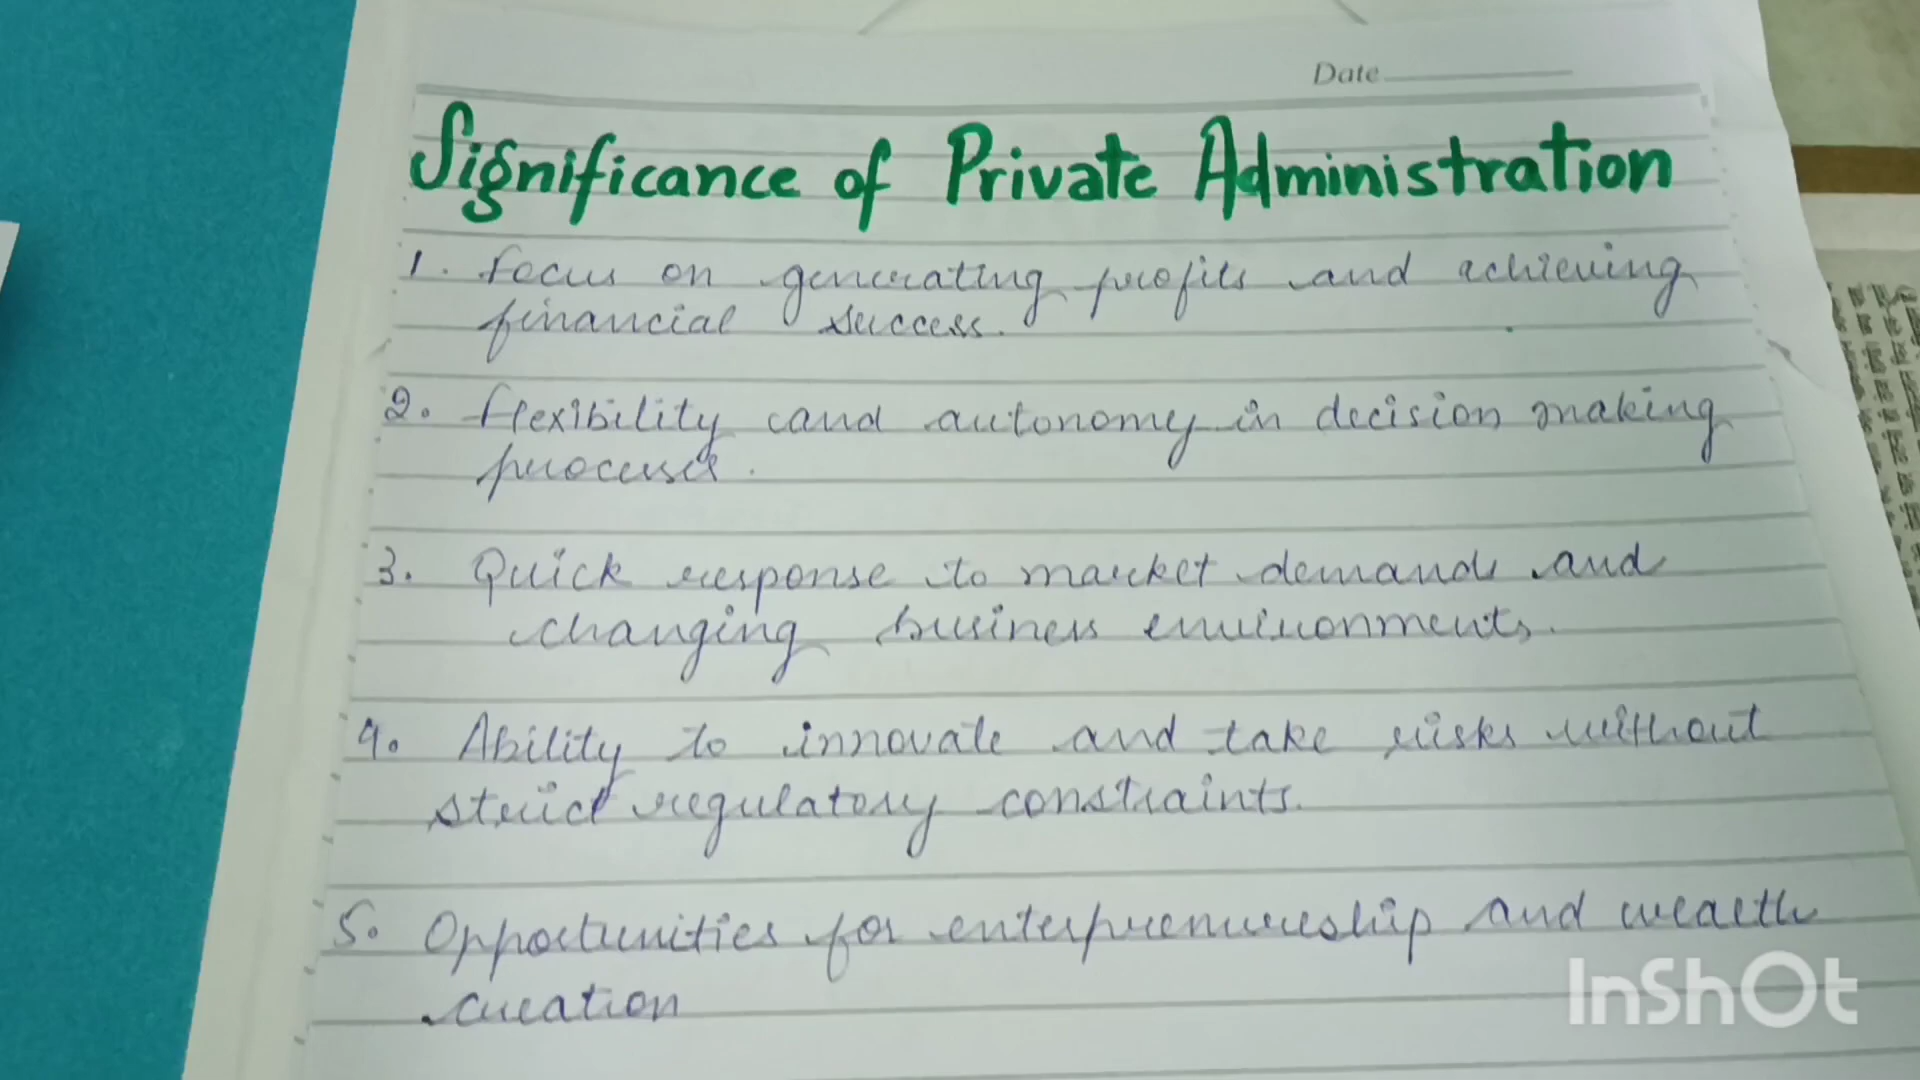 Date
Significance of Private Administration
1. focus on generating profits and achieving
financial success.
2. flexibility and autonomy in decision making
processes.
3. Quick response to market demands and
changing business environments.
4. Ability to innovate and take risks without
strict regulatory constraints.
5. Opportunities for enterprenureship and wealth
creation
InShOt